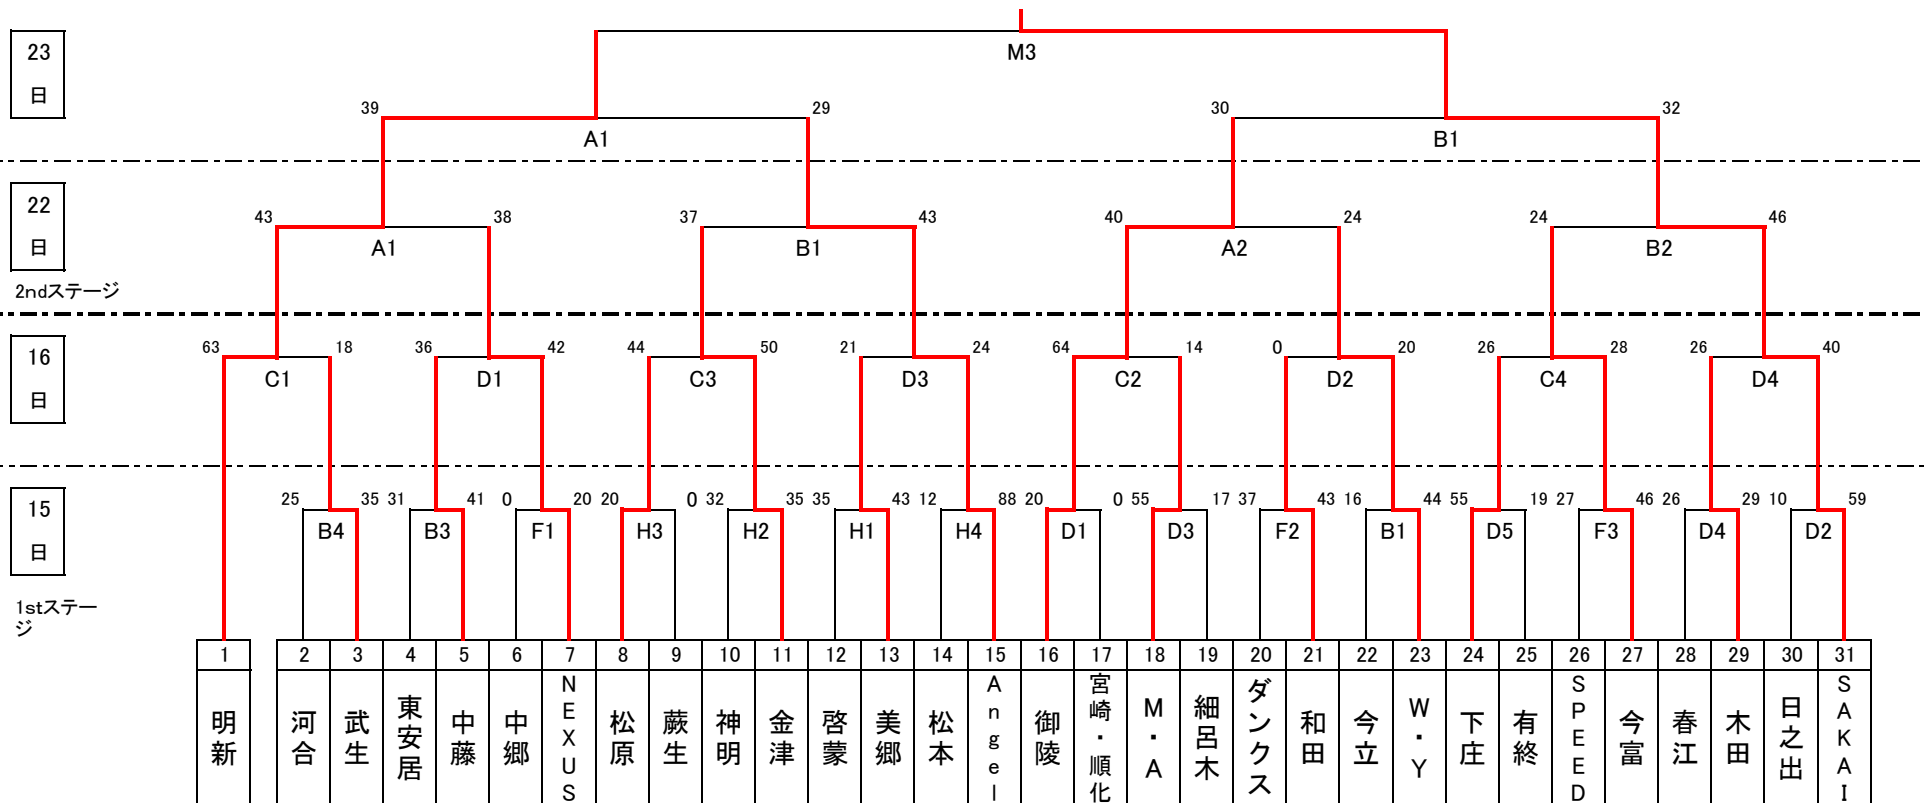 23
日
M3
39
29
30
32
A1
B1
22
日
43
38
37
43
40
24
24
46
A1
B1
A2
B2
2ndステージ
16
日
63
18
36
42
44
50
21
24
64
14
0
20
26
28
26
40
C1
D1
C3
D3
C2
D2
C4
D4
15
日
25
35
31
41
0
20
20
0
32
35
35
43
12
88
20
0
55
17
37
43
16
44
55
19
27
46
26
29
10
59
B4
B3
F1
H3
H2
H1
H4
D1
D3
F2
B1
D5
F3
D4
D2
1stステー
ジ
1
2
3
4
5
6
7
8
9
10
11
12
13
14
15
16
17
18
19
20
21
22
23
24
25
26
27
28
29
30
31
明新
河合
武生
東安居
中藤
中郷
NEXUS
松原
蕨生
神明
金津
啓蒙
美郷
松本
Angel
御陵
宮崎・順化
M・A
細呂木
ダンクス
和田
今立
W・Y
下庄
有終
SPEED
今富
春江
木田
日之出
SAKAI